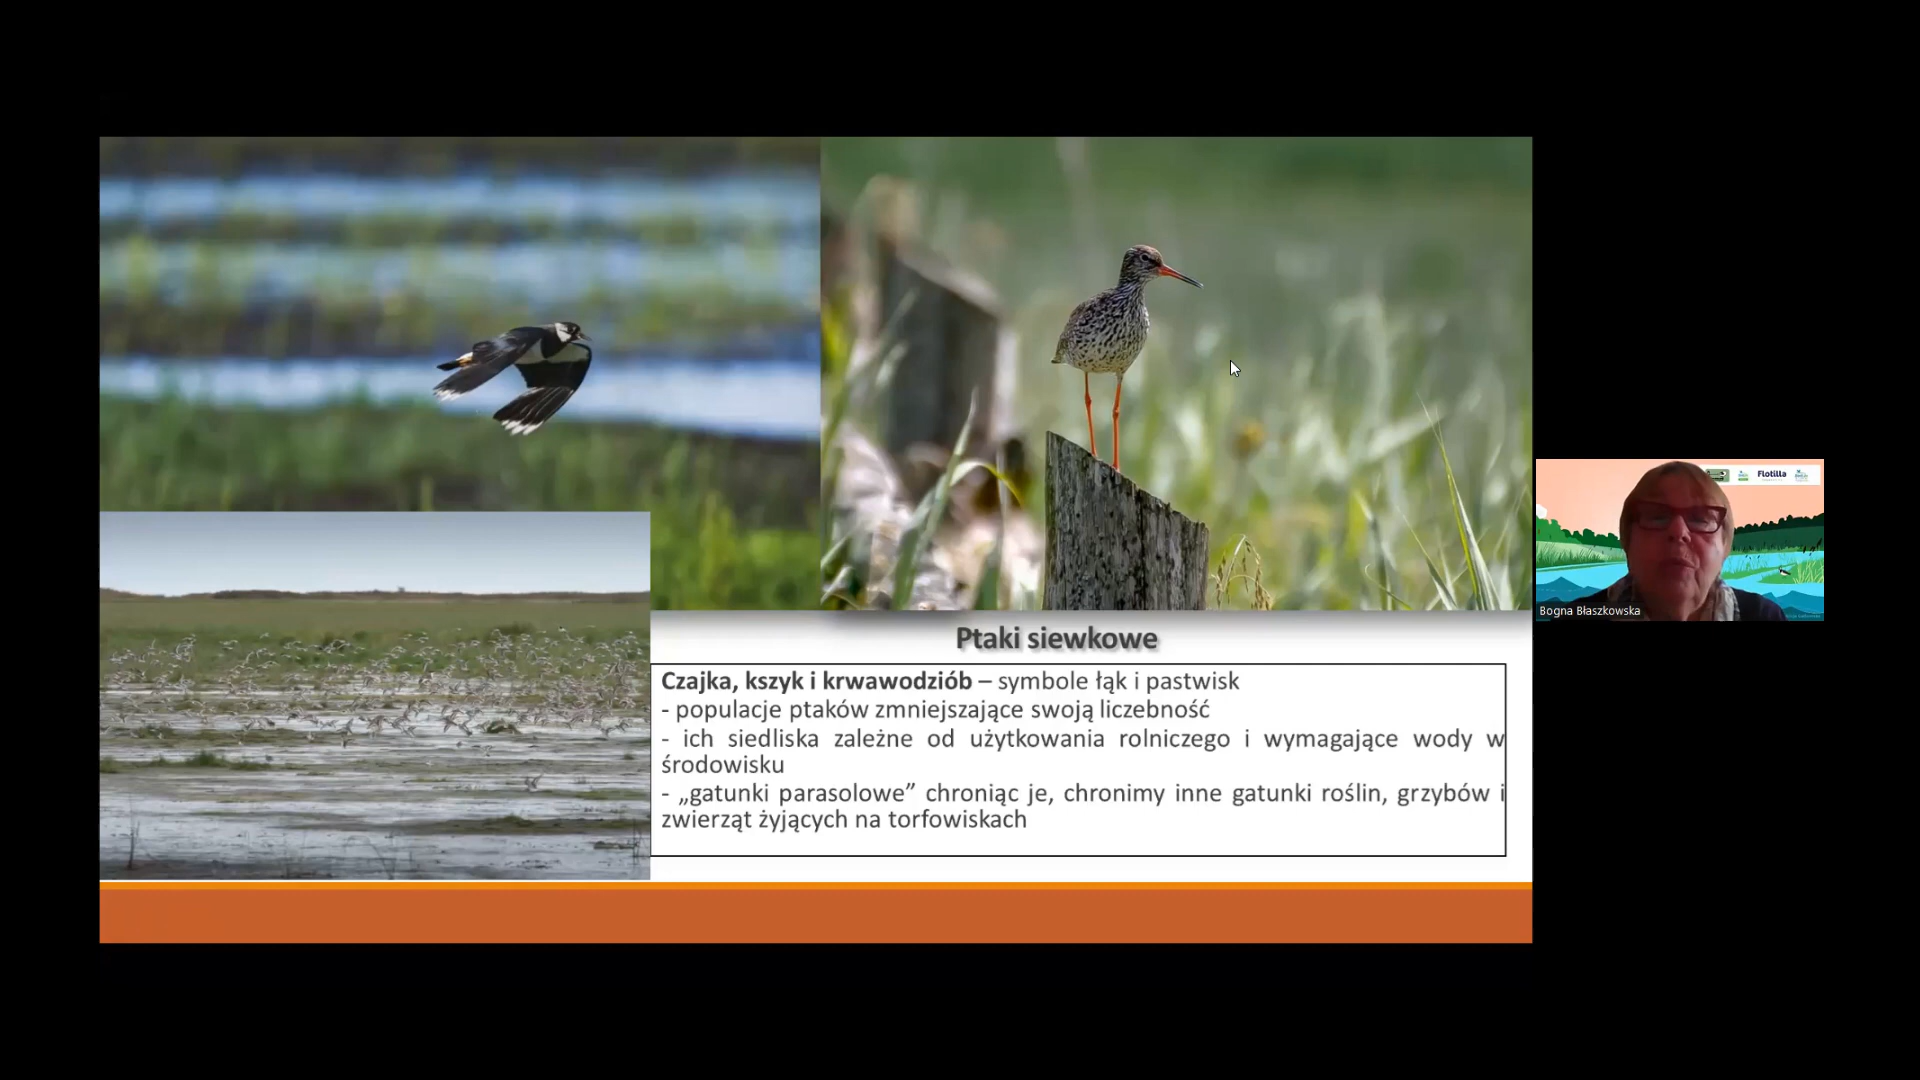 Ptaki siewkowe
Czajka, kszyk i krwawodziób – symbole łąk i pastwisk
- populacje ptaków zmniejszające swoją liczebność
- ich siedliska zależne od użytkowania rolniczego i wymagające wody w
środowisku
- „gatunki parasolowe” chroniąc je, chronimy inne gatunki roślin, grzybów i
zwierząt żyjących na torfowiskach
Flotilla
Bogna Błaszkowska